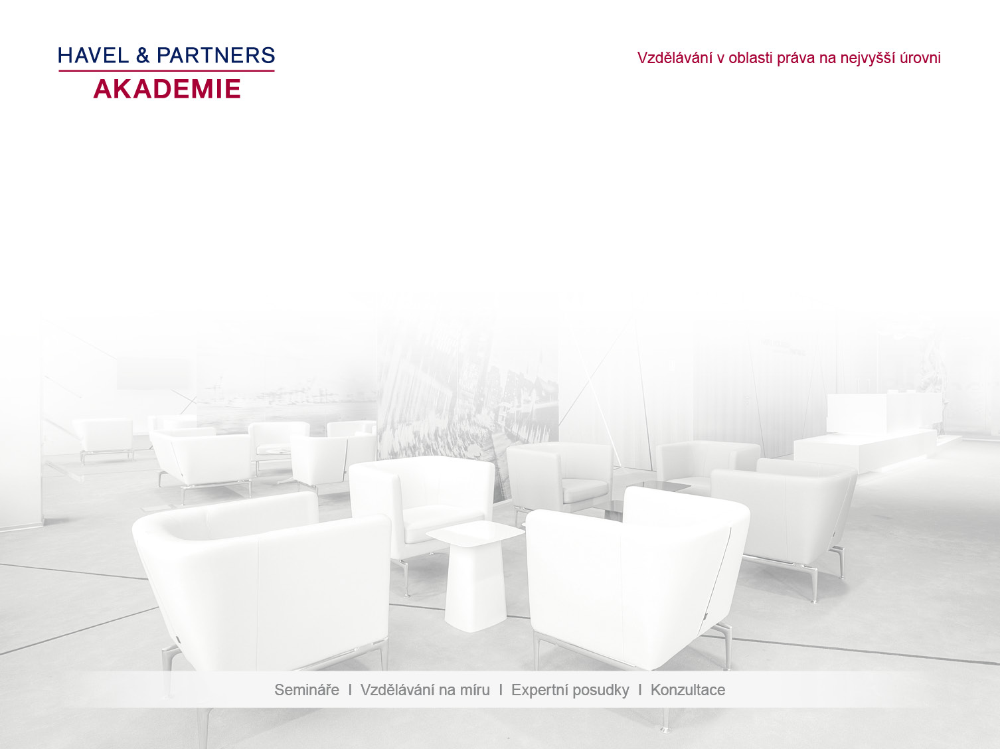 HAVEL & PARTNERS
AKADEMIE
Vzdělávání v oblasti práva na nejvyšší úrovni
Semináře I Vzdělávání na míru I Expertní posudky I Konzultace